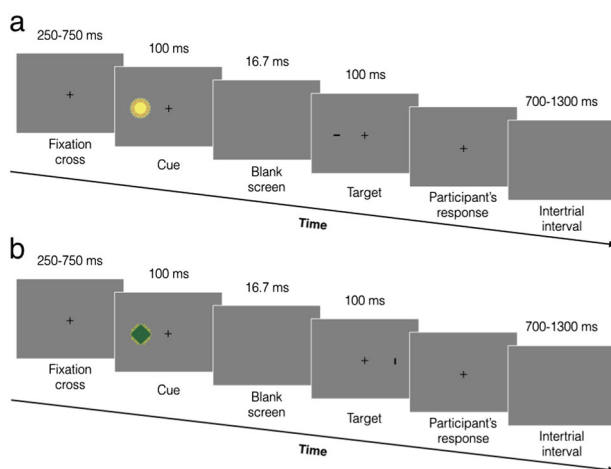 a
250-750 ms
100 ms
16.7 ms
100 ms
700-1300 ms
Fixation
cross
Cue
Blank
screen
Target
Participant's
response
Intertrial
interval
Time
b
250-750 ms
100 ms
16.7 ms
100 ms
700-1300 ms
Fixation
cross
Cue
Blank
screen
Target
Participant's
response
Intertrial
interval
Time